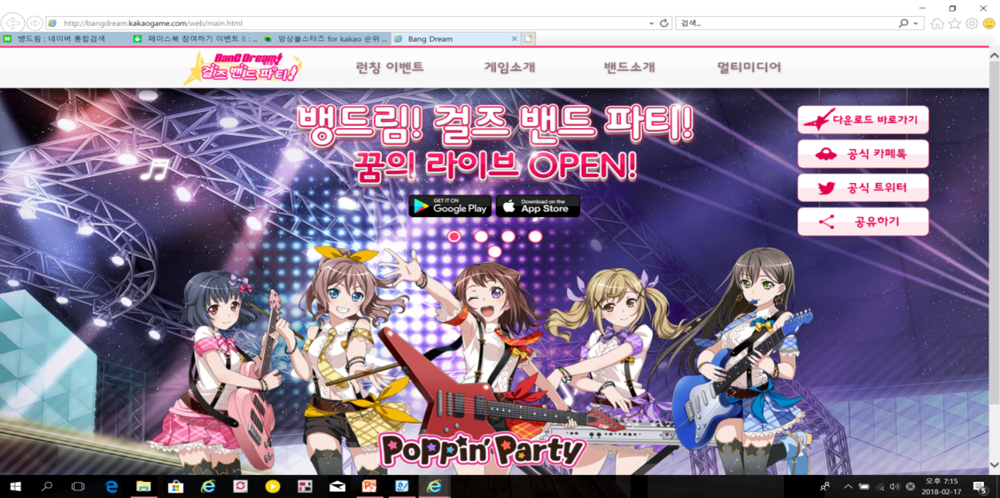 http://bangdream.kakaogame.com/web/main.html
검색...
뱅드림 : 네이버 통합검색
페이스북 참여하기 이벤트 !! : ...
앙상블스타즈 for kakao 순위 ...
Bang Dream
BanG Dream!
걸즈 밴드 파티!
런칭 이벤트
게임소개
밴드소개
멀티미디어
뱅드림! 걸즈 밴드 파티!
꿈의 라이브 OPEN!
GET IT ON
Google Play
Download on the
App Store
다운로드 바로가기
공식 카페톡
공식 트위터
공유하기
Poppin'Party
오후 7:15
2018-02-17
5